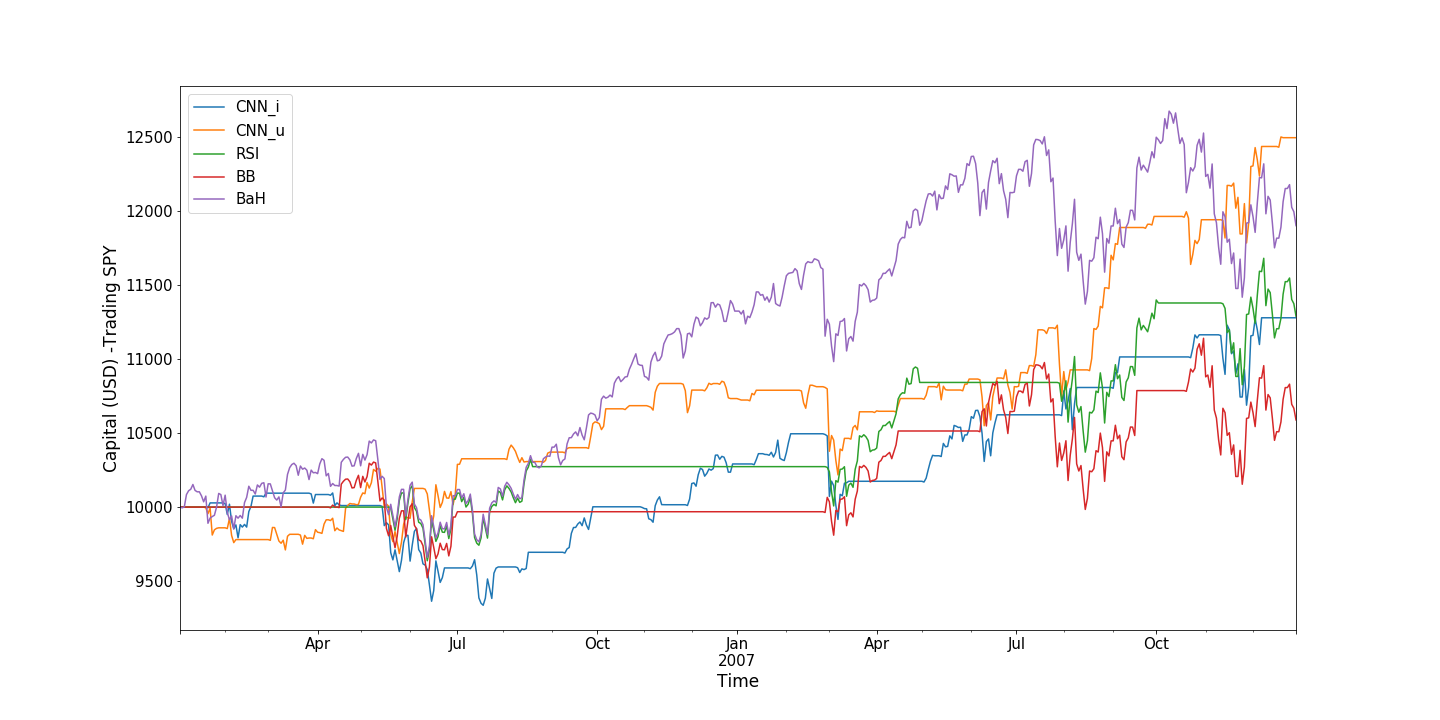 CNN_i
CNN_u
RSI
BB
BaH
12500
12000
11500
11000
10500
10000
9500
Capital (USD) -Trading SPY
Apr
Jul
Oct
Jan
2007
Apr
Jul
Oct
Time